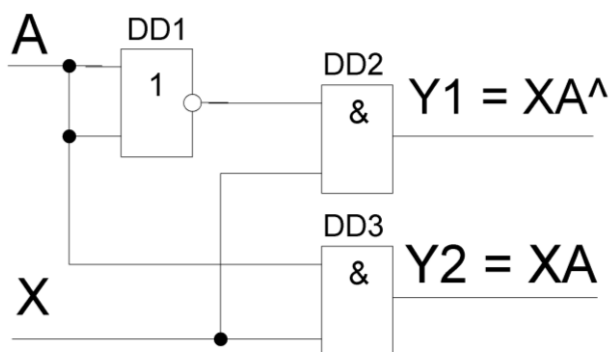 A
DD1
1
DD2
&
Y1 = XA^
DD3
&
Y2 = XA
X